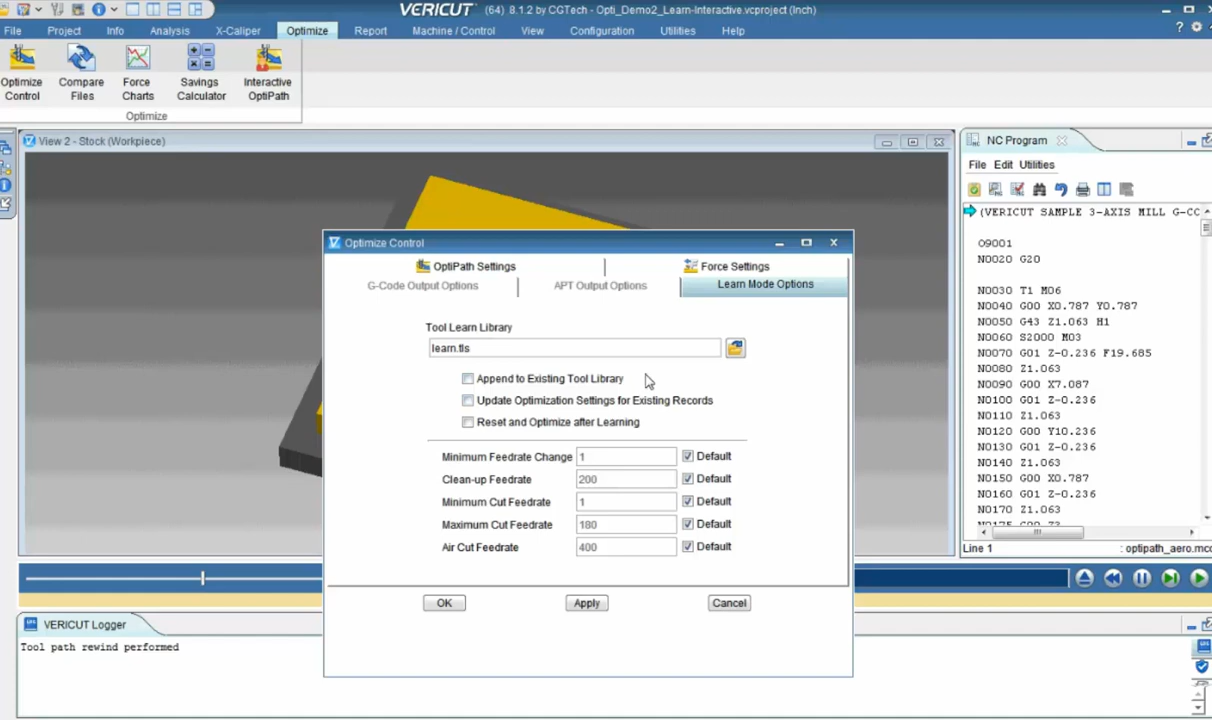 VERICUT (64) 8.1.2 by CGTech - Opti_Demo2_Learn-Interactive.vcproject (Inch)
File Project Info Analysis X-Caliper Optimize Report Machine / Control View Configuration Utilities Help
Optimize Control
Compare Files
Force Charts
Savings Calculator
Interactive OptiPath
Optimize
View 2 - Stock (Workpiece)
Optimize Control
OptiPath Settings
Force Settings
G-Code Output Options
APT Output Options
Learn Mode Options
Tool Learn Library
learn.tls
Append to Existing Tool Library
Update Optimization Settings for Existing Records
Reset and Optimize after Learning
Minimum Feedrate Change 1 Default
Clean-up Feedrate 200 Default
Minimum Cut Feedrate 1 Default
Maximum Cut Feedrate 180 Default
Air Cut Feedrate 400 Default
OK Apply Cancel
NC Program
File Edit Utilities
(VERICUT SAMPLE 3-AXIS MILL G-CC
O9001
N0020 G20
N0030 T1 M06
N0040 G00 X0.787 Y0.787
N0050 G43 Z1.063 H1
N0060 S2000 M03
N0070 G01 Z-0.236 F19.685
N0080 Z1.063
N0090 G00 X7.087
N0100 G01 Z-0.236
N0110 Z1.063
N0120 G00 Y10.236
N0130 G01 Z-0.236
N0140 Z1.063
N0150 G00 X0.787
N0160 G01 Z-0.236
N0170 Z1.063
N0175 G00 Z3
Line 1 : optipath_aero.mc
VERICUT Logger
Tool path rewind performed